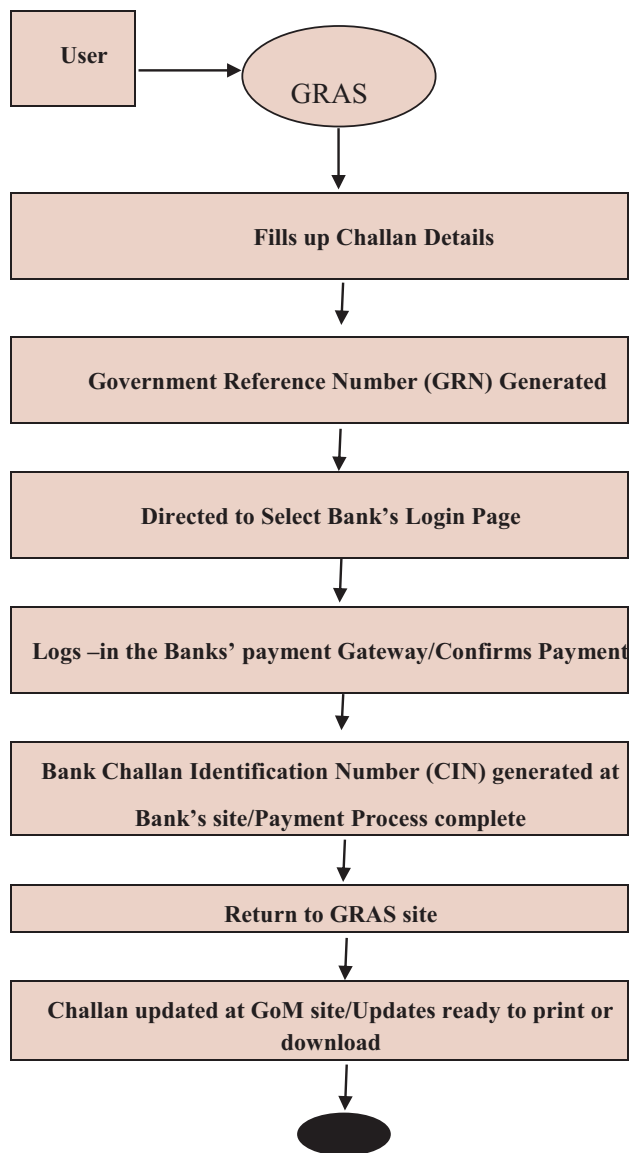 User
GRAS
Fills up Challan Details
Government Reference Number (GRN) Generated
Directed to Select Bank’s Login Page
Logs –in the Banks’ payment Gateway/Confirms Payment
Bank Challan Identification Number (CIN) generated at
Bank’s site/Payment Process complete
Return to GRAS site
Challan updated at GoM site/Updates ready to print or
download